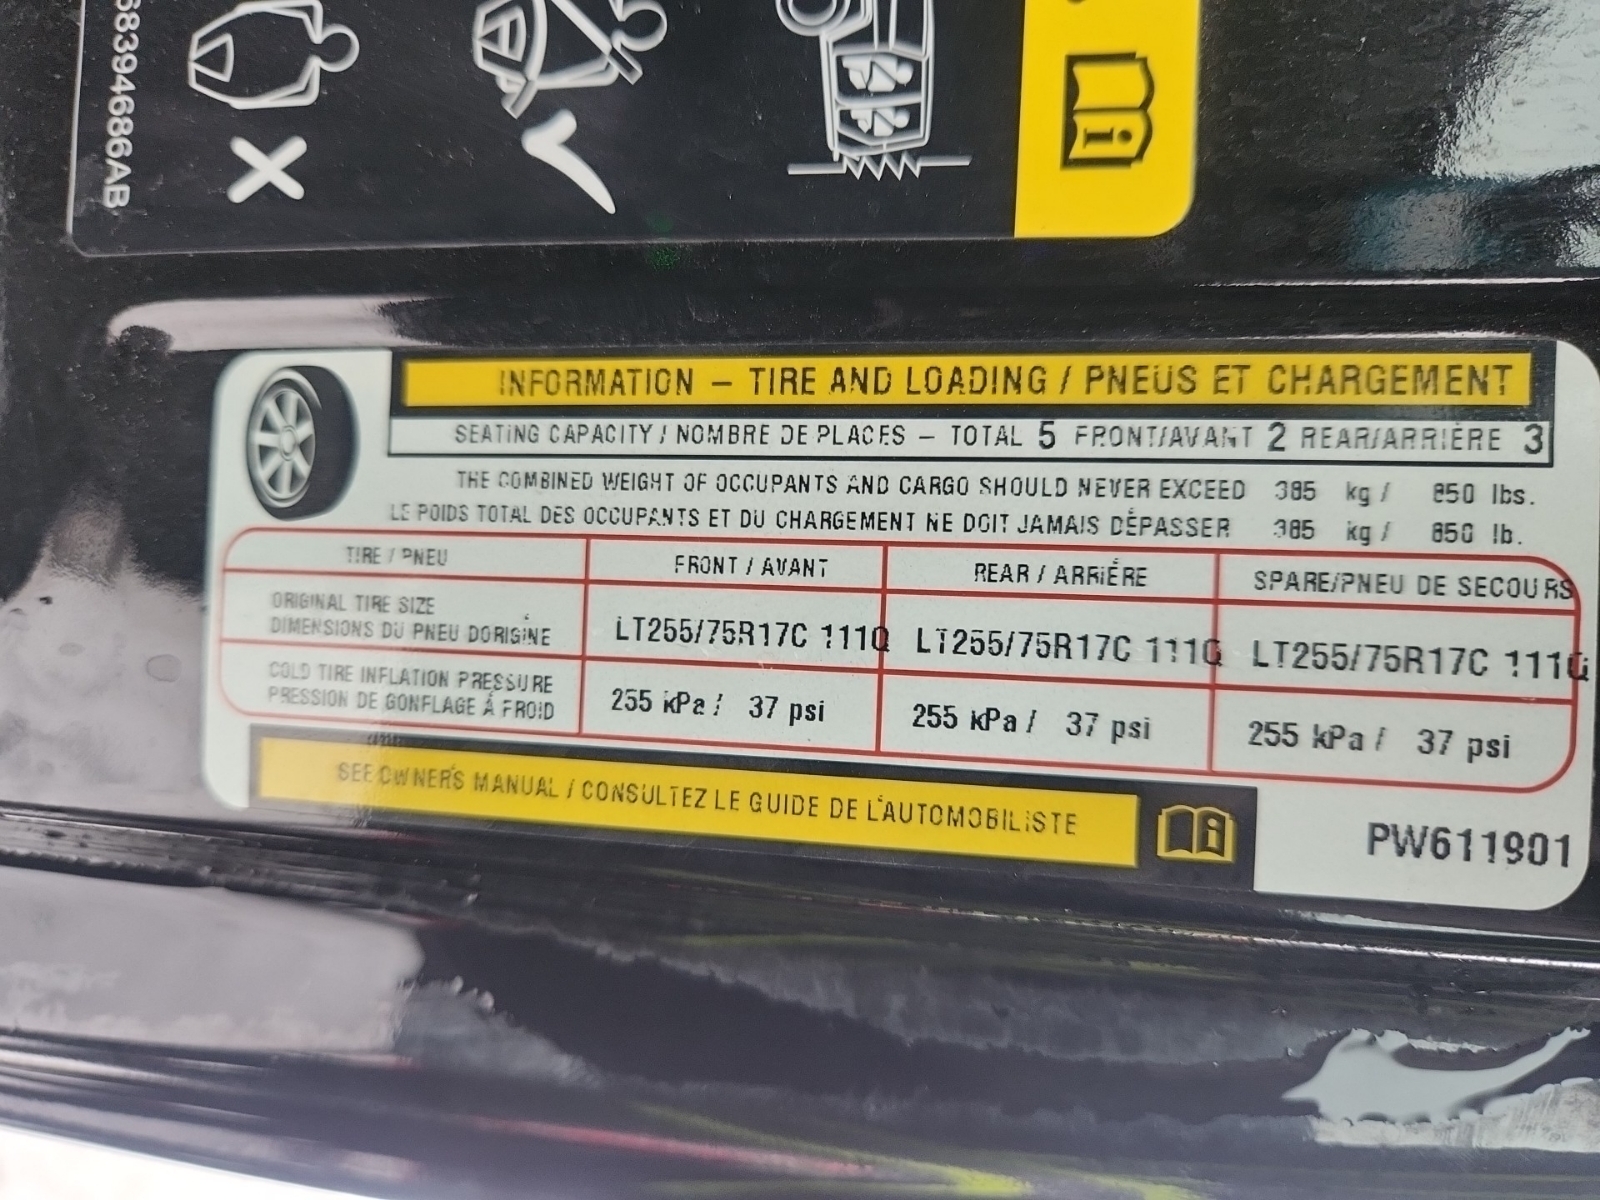 68394686AB
INFORMATION – TIRE AND LOADING / PNEUS ET CHARGEMENT
SEATING CAPACITY / NOMBRE DE PLACES – TOTAL 5 FRONT/AVANT 2 REAR/ARRIÈRE 3
THE COMBINED WEIGHT OF OCCUPANTS AND CARGO SHOULD NEVER EXCEED 385 kg / 850 lbs.
LE POIDS TOTAL DES OCCUPANTS ET DU CHARGEMENT NE DOIT JAMAIS DÉPASSER 385 kg / 850 lb.
TIRE / PNEU FRONT / AVANT REAR / ARRIÉRE SPARE/PNEU DE SECOURS
ORIGINAL TIRE SIZE
DIMENSIONS DU PNEU D'ORIGINE LT255/75R17C 111Q LT255/75R17C 111Q LT255/75R17C 111Q
COLD TIRE INFLATION PRESSURE
PRESSION DE GONFLAGE À FROID 255 kPa / 37 psi 255 kPa / 37 psi 255 kPa / 37 psi
SEE OWNER'S MANUAL / CONSULTEZ LE GUIDE DE L'AUTOMOBILISTE
PW611901